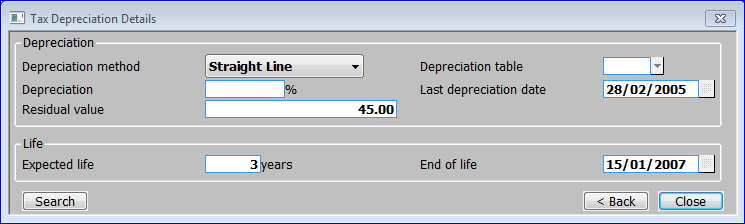 Tax Depreciation Details
Depreciation
Depreciation method Straight Line Depreciation table
Depreciation % Last depreciation date 28/02/2005
Residual value 45.00
Life
Expected life 3 years End of life 15/01/2007
Search < Back Close